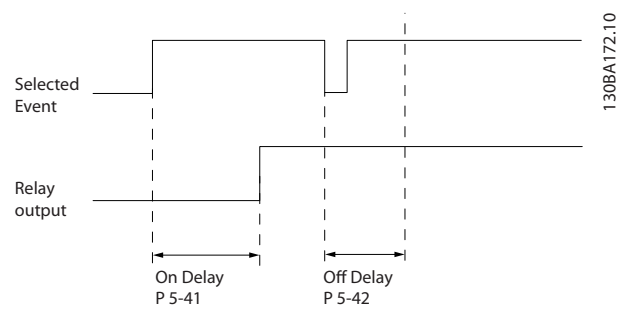 130BA172.10
Selected
Event
Relay
output
On Delay
P 5-41
Off Delay
P 5-42